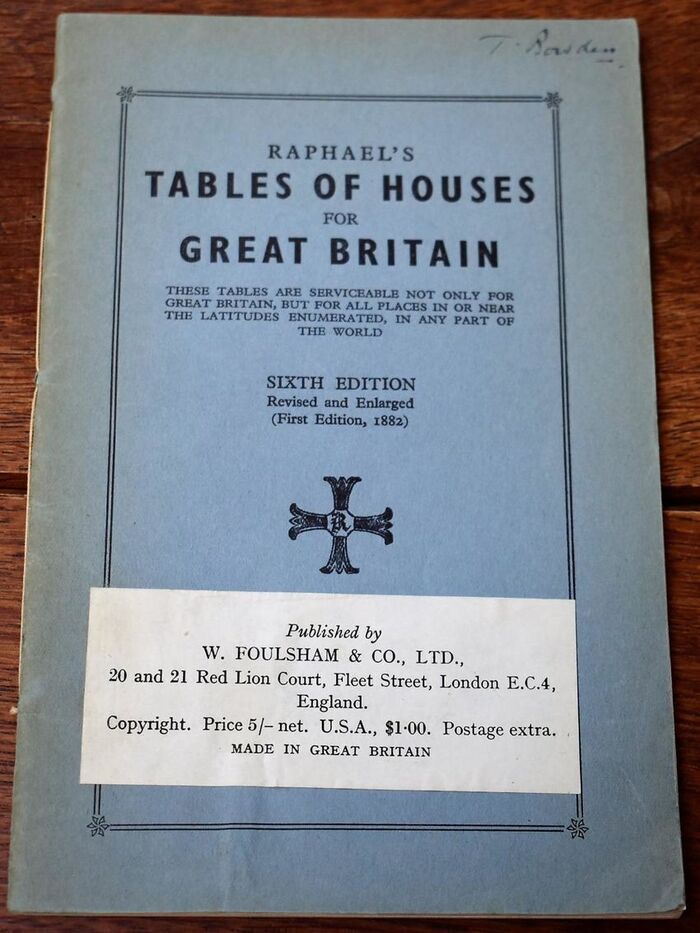 T. Bowden
RAPHAEL'S
TABLES OF HOUSES
FOR
GREAT BRITAIN
THESE TABLES ARE SERVICEABLE NOT ONLY FOR
GREAT BRITAIN, BUT FOR ALL PLACES IN OR NEAR
THE LATITUDES ENUMERATED, IN ANY PART OF
THE WORLD
SIXTH EDITION
Revised and Enlarged
(First Edition, 1882)
R
Published by
W. FOULSHAM & CO., LTD.,
20 and 21 Red Lion Court, Fleet Street, London E.C.4,
England.
Copyright. Price 5/- net. U.S.A., $1·00. Postage extra.
MADE IN GREAT BRITAIN